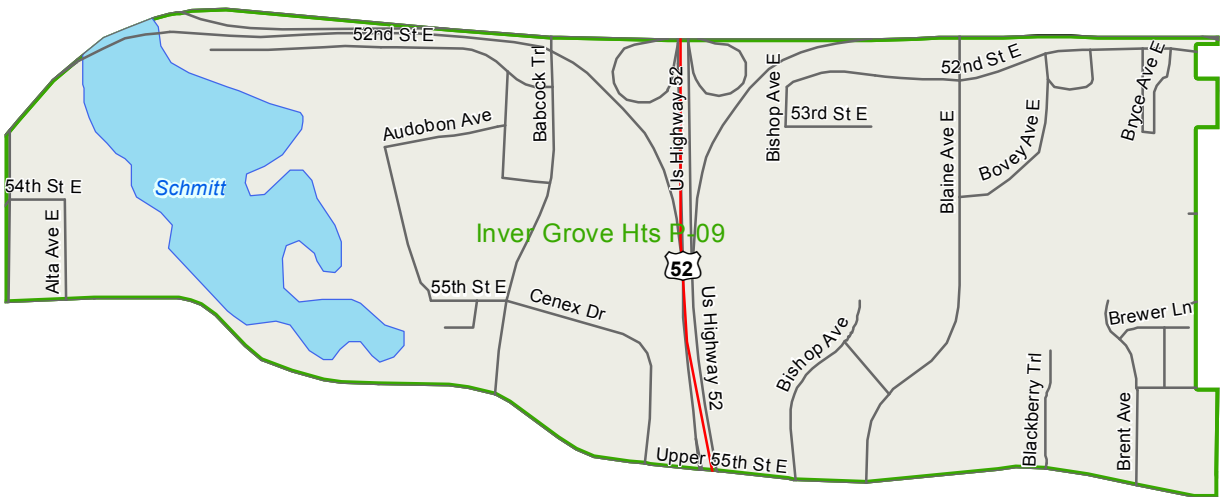 52nd St E
Babcock Trl
Us Highway 52
Bishop Ave E
52nd St E
Bryce Ave E
53rd St E
Audobon Ave
Blaine Ave E
Bovey Ave E
54th St E
Schmitt
Alta Ave E
Inver Grove Hts P-09
52
55th St E
Cenex Dr
Us Highway 52
Bishop Ave
Brewer Ln
Blackberry Trl
Brent Ave
Upper 55th St E